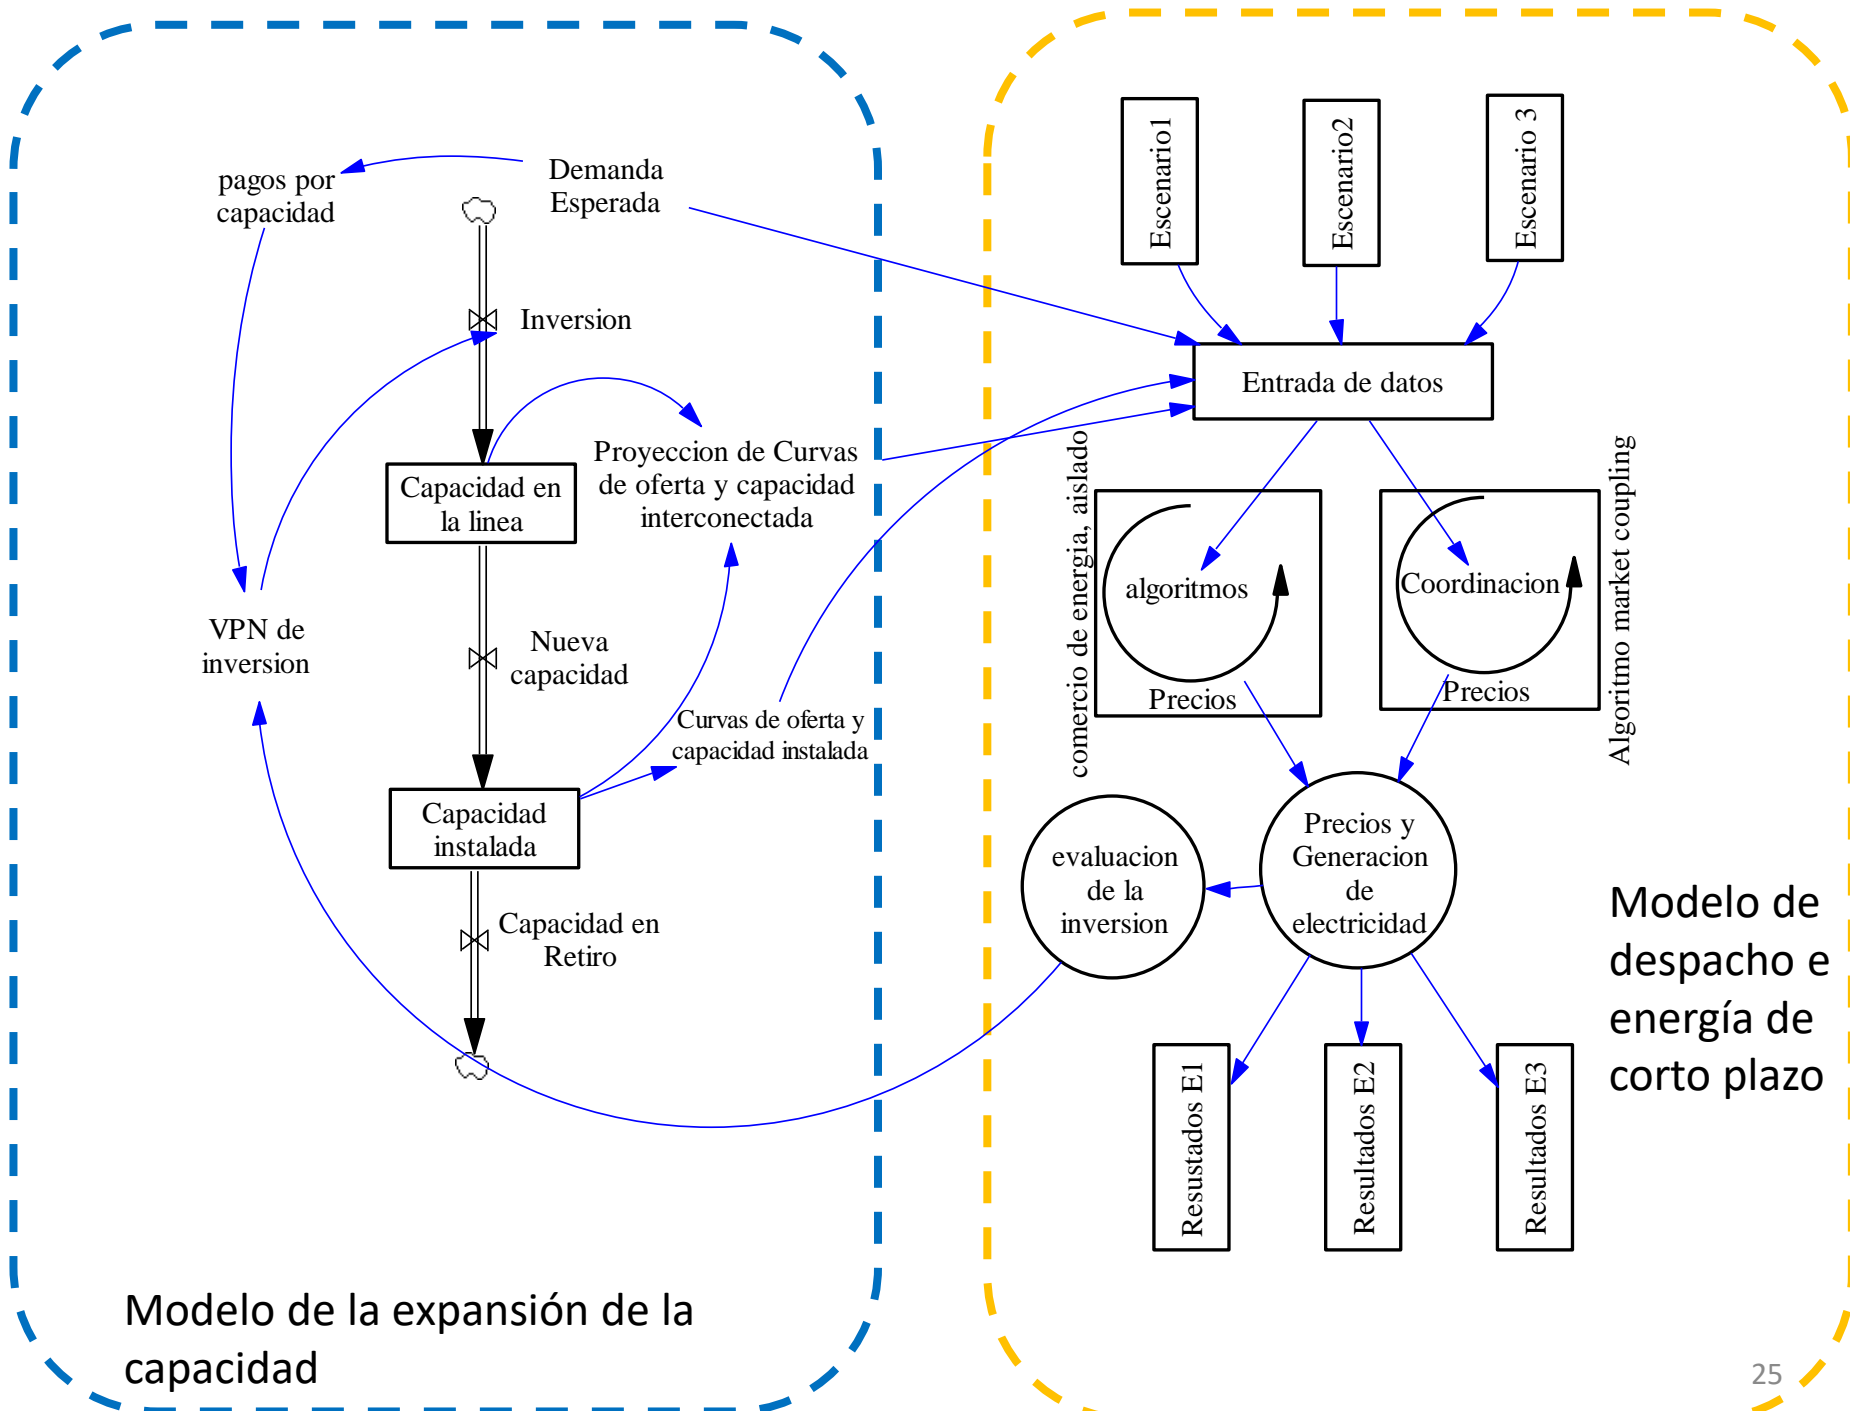 pagos por
capacidad
Demanda
Esperada
Inversion
Capacidad en
la linea
Proyeccion de Curvas
de oferta y capacidad
interconectada
VPN de
inversion
Nueva
capacidad
Curvas de oferta y
capacidad instalada
Capacidad
instalada
Capacidad en
Retiro
Modelo de la expansión de la
capacidad
Escenario1
Escenario2
Escenario 3
Entrada de datos
comercio de energia, aislado
algoritmos
Precios
Coordinacion
Precios
Algoritmo market coupling
evaluacion
de la
inversion
Precios y
Generacion
de
electricidad
Resustados E1
Resultados E2
Resultados E3
Modelo de
despacho e
energía de
corto plazo
25